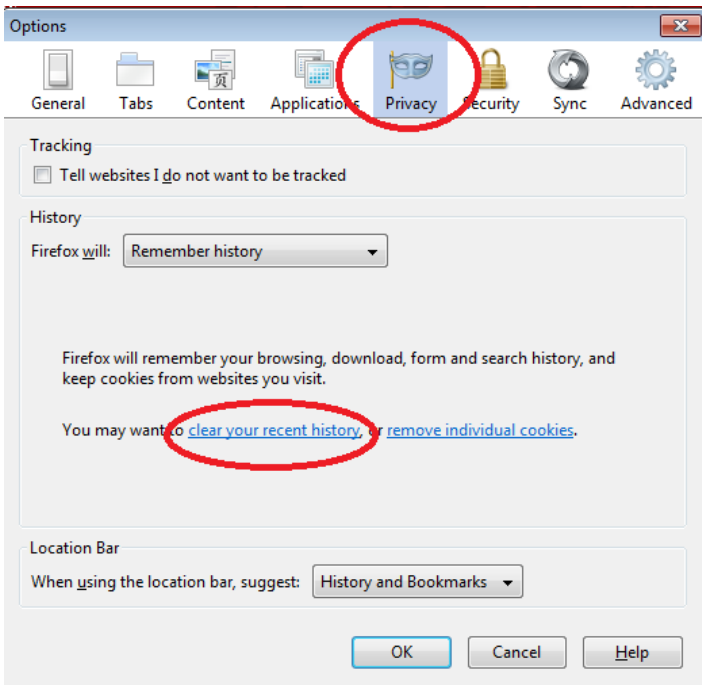 Options
General Tabs Content Applications Privacy Security Sync Advanced
页
Tracking
Tell websites I do not want to be tracked
History
Firefox will: Remember history
Firefox will remember your browsing, download, form and search history, and
keep cookies from websites you visit.
You may want to clear your recent history, or remove individual cookies.
Location Bar
When using the location bar, suggest: History and Bookmarks
OK Cancel Help